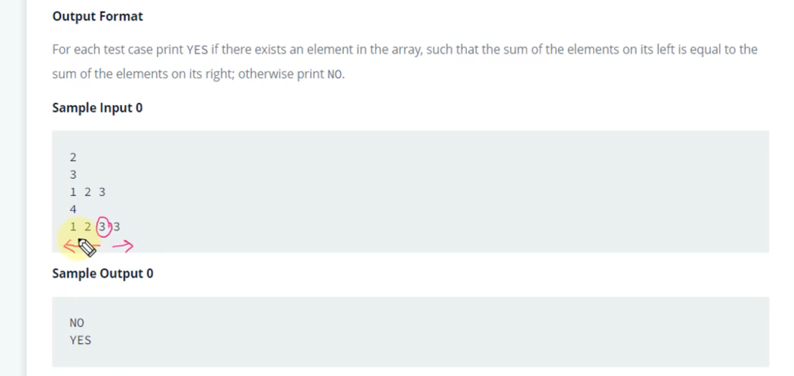 Output Format
For each test case print YES if there exists an element in the array, such that the sum of the elements on its left is equal to the
sum of the elements on its right; otherwise print NO.
Sample Input 0
2
3
1 2 3
4
1 2 3 3
Sample Output 0
NO
YES